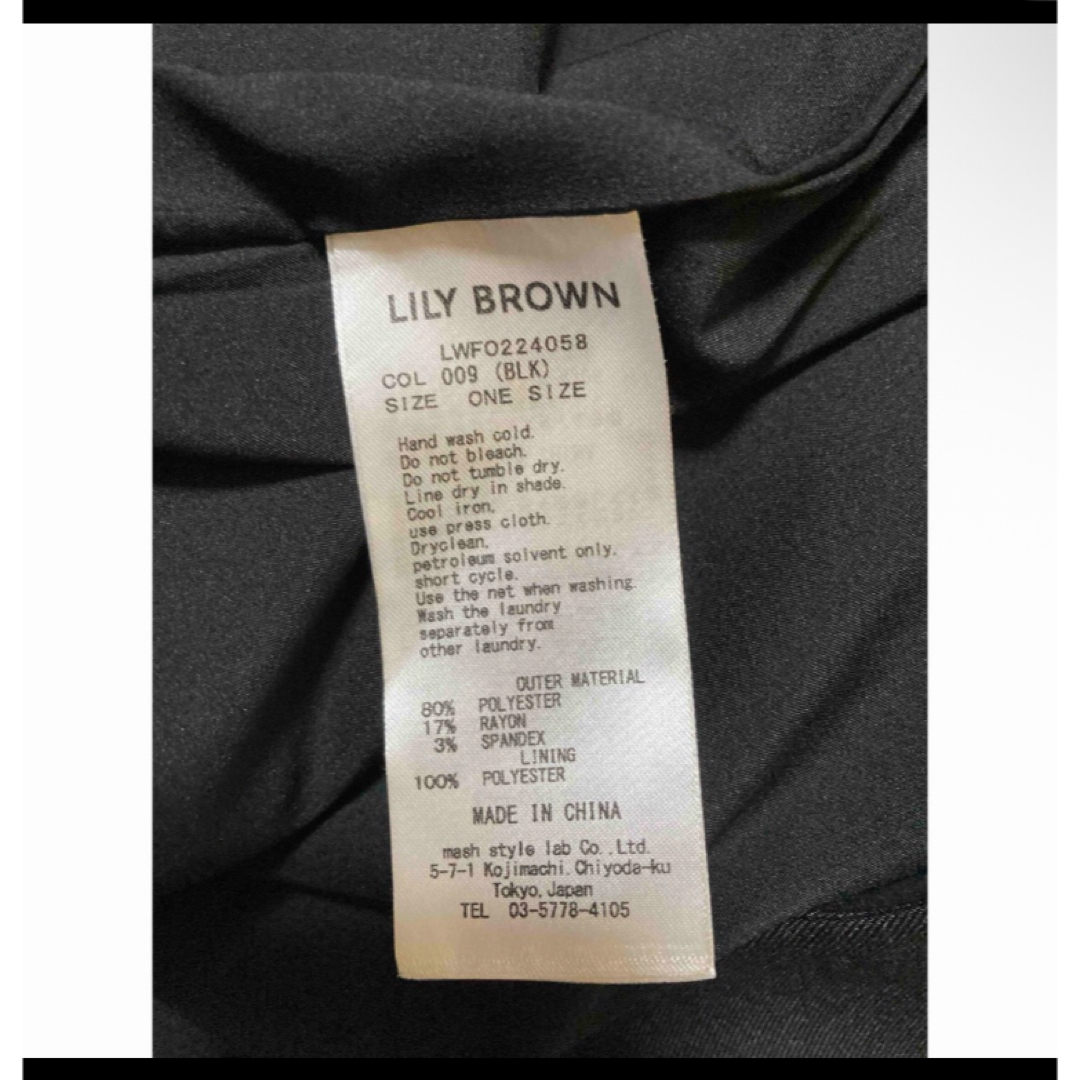 LILY BROWN
LWFO224058
COL 009 (BLK)
SIZE ONE SIZE
Hand wash cold.
Do not bleach.
Do not tumble dry.
Line dry in shade.
Cool iron.
use press cloth.
Dryclean.
petroleum solvent only.
short cycle.
Use the net when washing.
Wash the laundry
separately from
other laundry.
OUTER MATERIAL
80% POLYESTER
17% RAYON
3% SPANDEX
LINING
100% POLYESTER
MADE IN CHINA
mash style lab Co.,Ltd.
5-7-1 Kojimachi.Chiyoda-ku
Tokyo,Japan
TEL 03-5778-4105